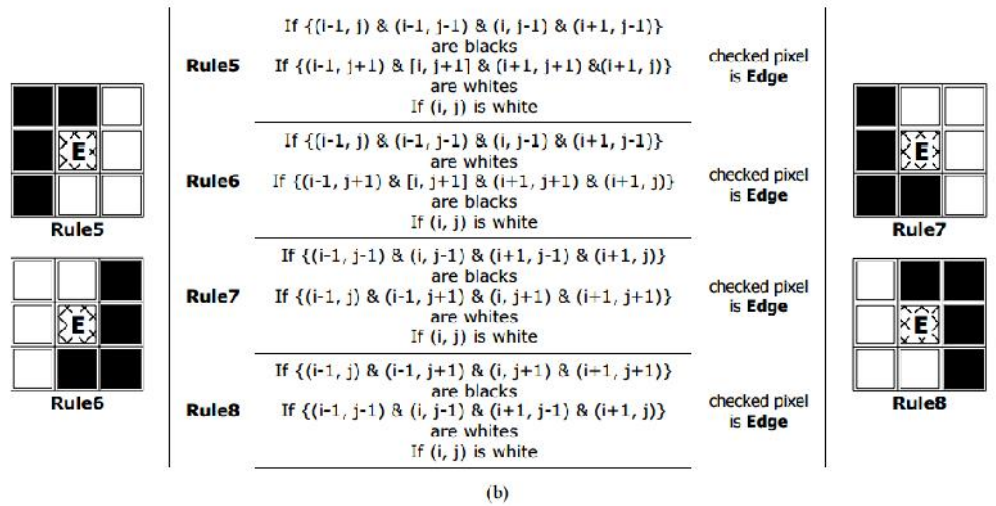 If {(i-1, j) & (i-1, j-1) & (i, j-1) & (i+1, j-1)}
are blacks
Rule5
If {(i-1, j+1) & [i, j+1] & (i+1, j+1) &(i+1, j)}
are whites
If (i, j) is white
checked pixel
is Edge
If {(i-1, j) & (i-1, j-1) & (i, j-1) & (i+1, j-1)}
are whites
Rule6
If {(i-1, j+1) & [i, j+1] & (i+1, j+1) & (i+1, j)}
are blacks
If (i, j) is white
checked pixel
is Edge
If {(i-1, j-1) & (i, j-1) & (i+1, j-1) & (i+1, j)}
are blacks
Rule7
If {(i-1, j) & (i-1, j+1) & (i, j+1) & (i+1, j+1)}
are whites
If (i, j) is white
checked pixel
is Edge
If {(i-1, j) & (i-1, j+1) & (i, j+1) & (i+1, j+1)}
are blacks
Rule8
If {(i-1, j-1) & (i, j-1) & (i+1, j-1) & (i+1, j)}
are whites
If (i, j) is white
checked pixel
is Edge
E
Rule5
E
Rule6
E
Rule7
E
Rule8
(b)